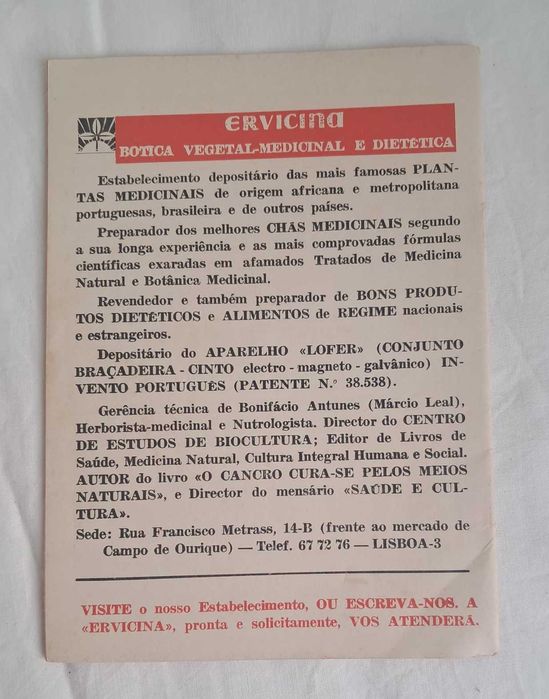 ERVICINA
BOTICA VEGETAL-MEDICINAL E DIETÉTICA
Estabelecimento depositário das mais famosas PLAN-
TAS MEDICINAIS de origem africana e metropolitana
portuguesas, brasileira e de outros países.
Preparador dos melhores CHÁS MEDICINAIS segundo
a sua longa experiência e as mais comprovadas fórmulas
científicas exaradas em afamados Tratados de Medicina
Natural e Botânica Medicinal.
Revendedor e também preparador de BONS PRODU-
TOS DIETÉTICOS e ALIMENTOS de REGIME nacionais
e estrangeiros.
Depositário do APARELHO «LOFER» (CONJUNTO
BRAÇADEIRA - CINTO electro - magneto - galvânico) IN-
VENTO PORTUGUÊS (PATENTE N.º 38.538).
Gerência técnica de Bonifácio Antunes (Márcio Leal),
Herborista-medicinal e Nutrologista. Director do CENTRO
DE ESTUDOS DE BIOCULTURA; Editor de Livros de
Saúde, Medicina Natural, Cultura Integral Humana e Social.
AUTOR do livro «O CANCRO CURA-SE PELOS MEIOS
NATURAIS», e Director do mensário «SAÚDE E CUL-
TURA».
Sede: Rua Francisco Metrass, 14-B (frente ao mercado de
Campo de Ourique) — Telef. 67 72 76 — LISBOA-3
VISITE o nosso Estabelecimento, OU ESCREVA-NOS. A
«ERVICINA», pronta e solicitamente, VOS ATENDERÁ.